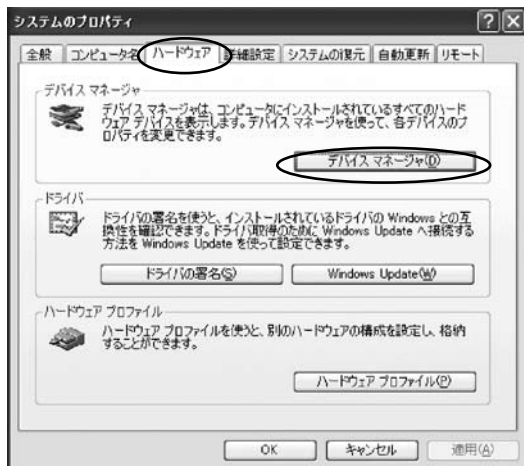 システムのプロパティ
全般 コンピュータ名 ハードウェア 詳細設定 システムの復元 自動更新 リモート
デバイス マネージャ
デバイス マネージャは、コンピュータにインストールされているすべてのハード
ウェア デバイスを表示します。デバイス マネージャを使って、各デバイスのプ
ロパティを変更できます。
デバイス マネージャ(D)
ドライバ
ドライバの署名を使うと、インストールされているドライバの Windows との互
換性を確認できます。ドライバ取得のために Windows Update へ接続する
方法を Windows Update を使って設定できます。
ドライバの署名(S) Windows Update(W)
ハードウェア プロファイル
ハードウェア プロファイルを使うと、別のハードウェアの構成を設定し、格納
することができます。
ハードウェア プロファイル(P)
OK キャンセル 適用(A)